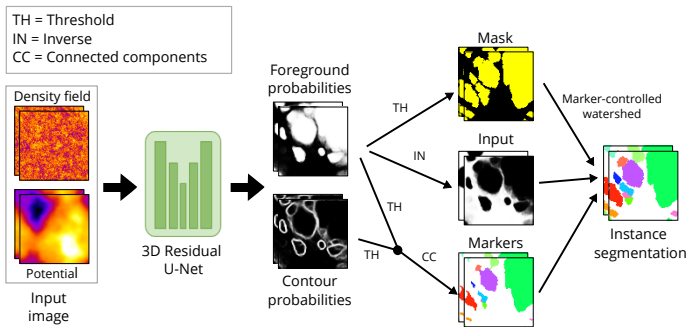 TH = Threshold
IN = Inverse
CC = Connected components
Density field
Potential
Input
image
3D Residual
U-Net
Foreground
probabilities
Contour
probabilities
TH
IN
TH
TH
CC
Mask
Input
Markers
Marker-controlled
watershed
Instance
segmentation